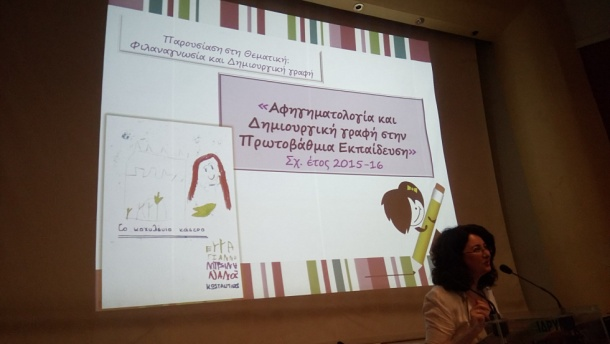 Παρουσίαση στη Θεματική:
Φιλαναγνωσία και Δημιουργική γραφή
«Αφηγηματολογία και
Δημιουργική γραφή στην
Πρωτοβάθμια Εκπαίδευση»
Σχ. έτος 2015-16